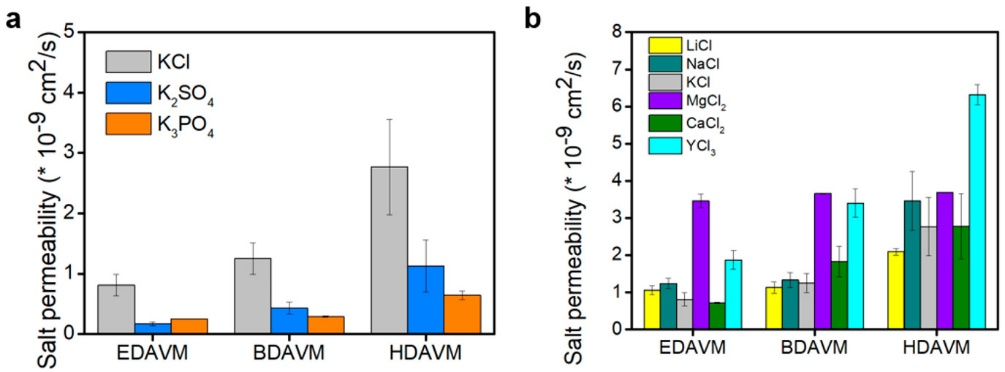 a
Salt permeability (* 10⁻⁹ cm²/s)
5
4
3
2
1
0
KCl
K₂SO₄
K₃PO₄
EDAVM BDAVM HDAVM
b
Salt permeability (* 10⁻⁹ cm²/s)
8
7
6
5
4
3
2
1
0
LiCl
NaCl
KCl
MgCl₂
CaCl₂
YCl₃
EDAVM BDAVM HDAVM